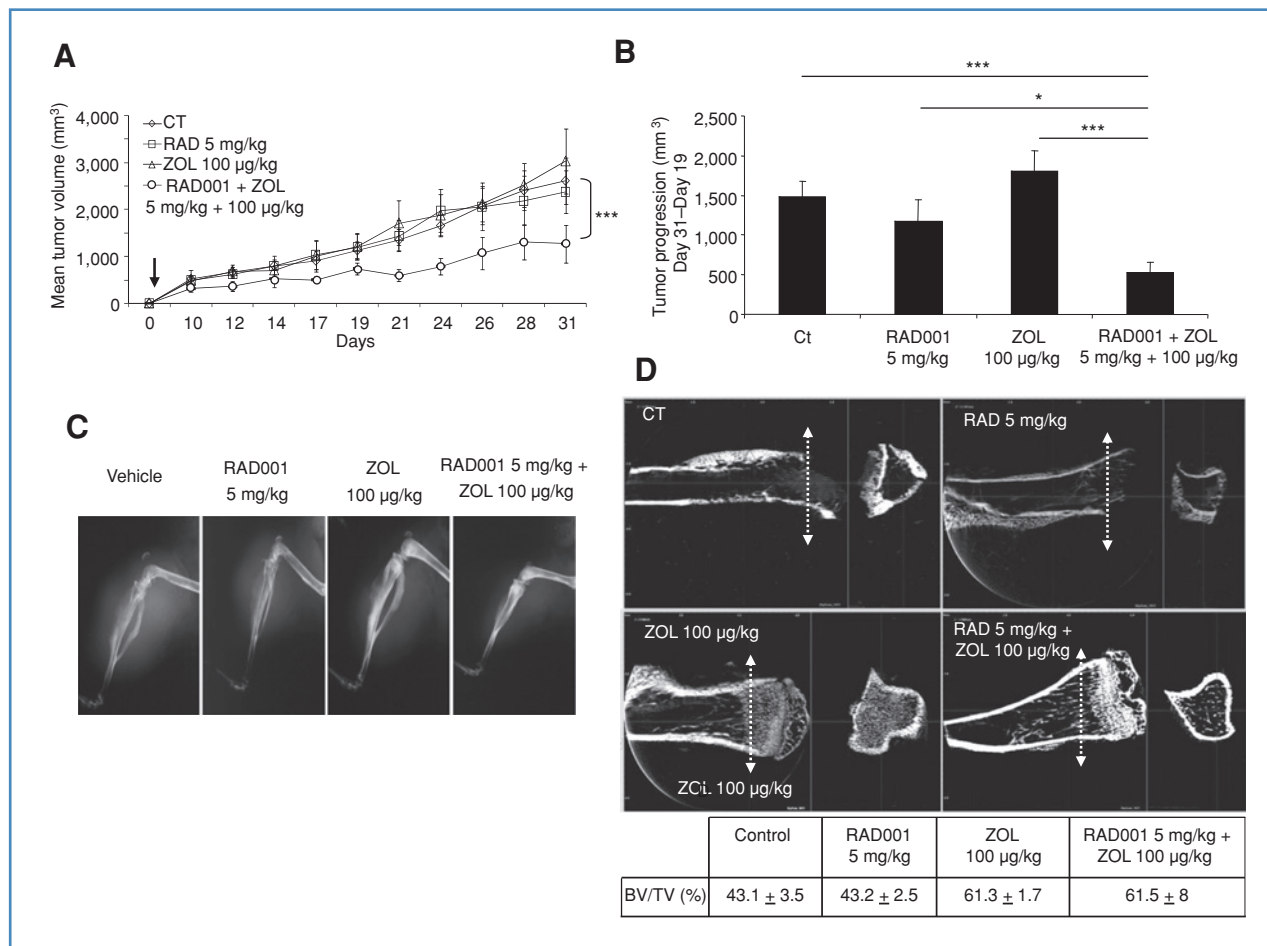 A
Mean tumor volume (mm³)
4,000
3,000
2,000
1,000
0
CT
RAD 5 mg/kg
ZOL 100 µg/kg
RAD001 + ZOL
5 mg/kg + 100 µg/kg
***
0 10 12 14 17 19 21 24 26 28 31
Days
B
Tumor progression (mm³)
Day 31–Day 19
2,500
2,000
1,500
1,000
500
0
***
*
***
Ct
RAD001
5 mg/kg
ZOL
100 µg/kg
RAD001 + ZOL
5 mg/kg + 100 µg/kg
C
Vehicle
RAD001
5 mg/kg
ZOL
100 µg/kg
RAD001 5 mg/kg +
ZOL 100 µg/kg
D
CT
RAD 5 mg/kg
ZOL 100 µg/kg
ZOL 100 µg/kg
RAD 5 mg/kg +
ZOL 100 µg/kg
Control
RAD001
5 mg/kg
ZOL
100 µg/kg
RAD001 5 mg/kg +
ZOL 100 µg/kg
BV/TV (%) 43.1 ± 3.5 43.2 ± 2.5 61.3 ± 1.7 61.5 ± 8